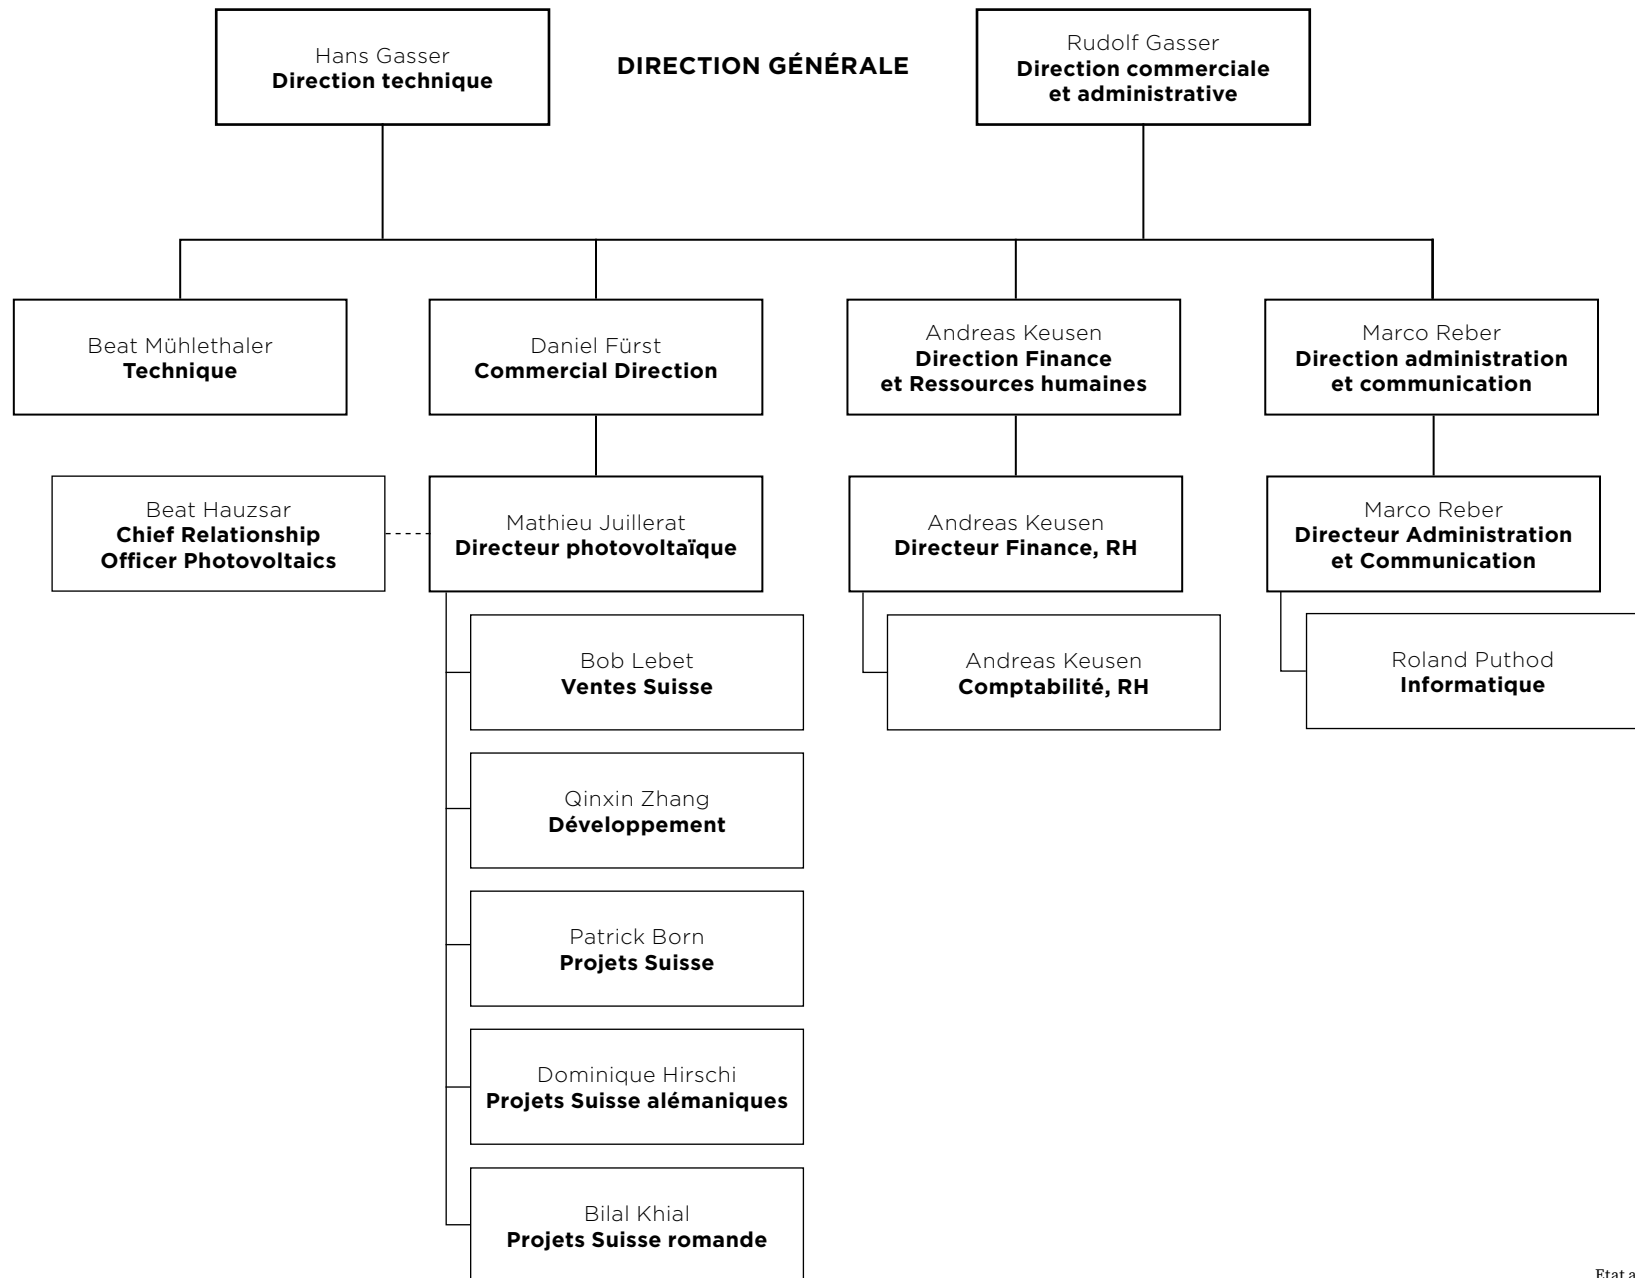 Hans Gasser
Direction technique
DIRECTION GÉNÉRALE
Rudolf Gasser
Direction commerciale
et administrative
Beat Mühlethaler
Technique
Daniel Fürst
Commercial Direction
Andreas Keusen
Direction Finance
et Ressources humaines
Marco Reber
Direction administration
et communication
Beat Hauzsar
Chief Relationship
Officer Photovoltaics
Mathieu Juillerat
Directeur photovoltaïque
Andreas Keusen
Directeur Finance, RH
Marco Reber
Directeur Administration
et Communication
Bob Lebet
Ventes Suisse
Andreas Keusen
Comptabilité, RH
Roland Puthod
Informatique
Qinxin Zhang
Développement
Patrick Born
Projets Suisse
Dominique Hirschi
Projets Suisse alémaniques
Bilal Khial
Projets Suisse romande
Etat a